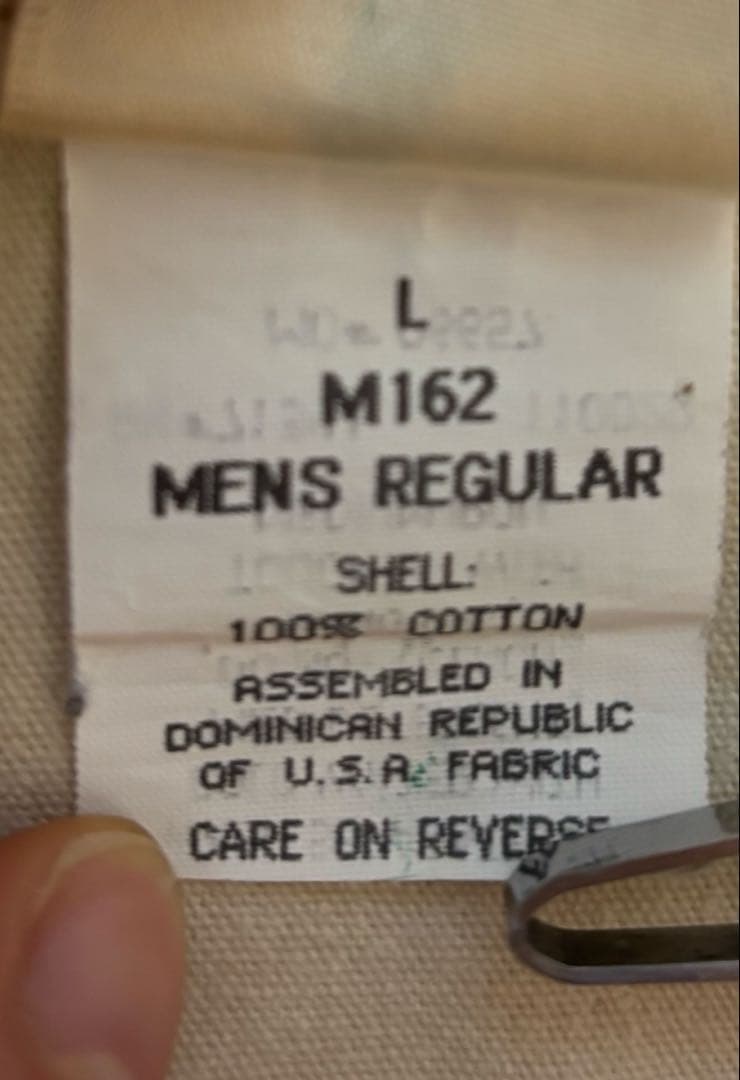 L
M162
MENS REGULAR
SHELL:
100% COTTON
ASSEMBLED IN
DOMINICAN REPUBLIC
OF U.S.A. FABRIC
CARE ON REVERSE